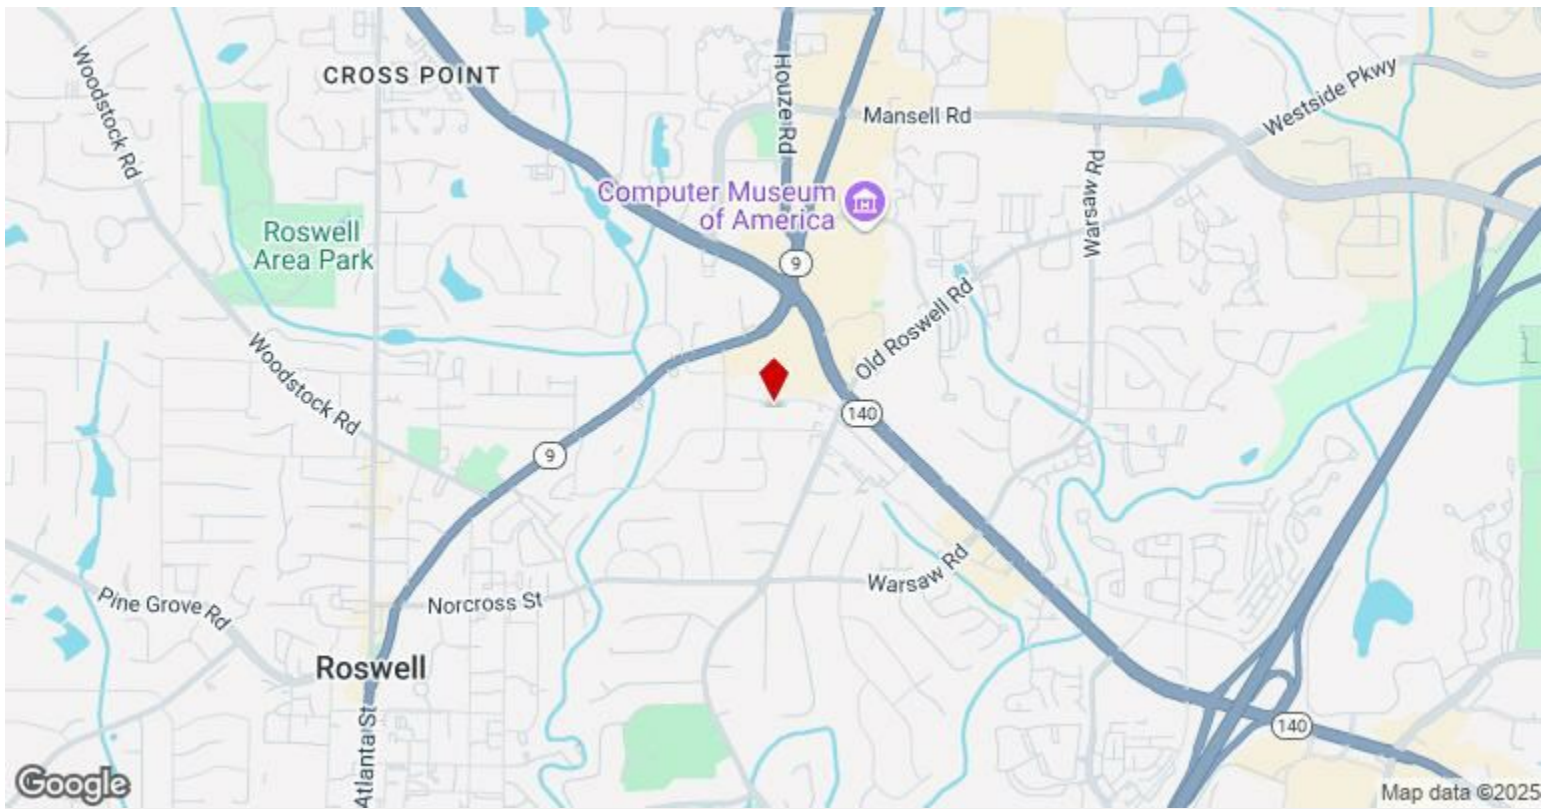 Woodstock Rd
CROSS POINT
Houze Rd
Mansell Rd
Westside Pkwy
Warsaw Rd
Computer Museum
of America
Roswell
Area Park
9
Old Roswell Rd
Woodstock Rd
140
9
Warsaw Rd
Pine Grove Rd
Norcross St
Roswell
Atlanta St
140
Google
Map data ©2025